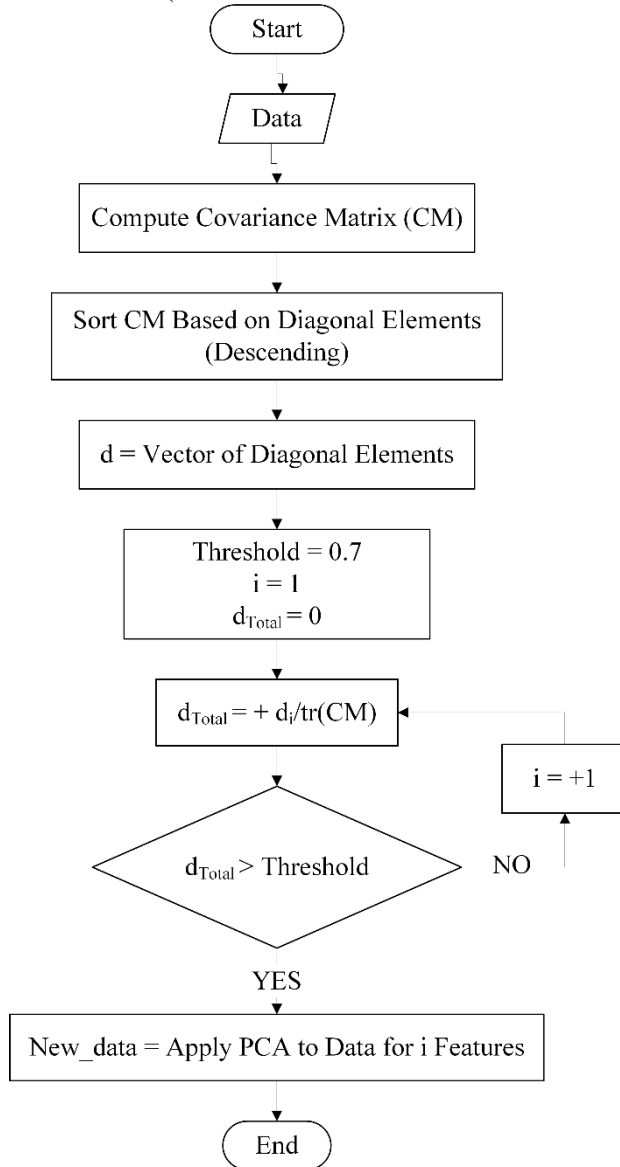 Start
Data
Compute Covariance Matrix (CM)
Sort CM Based on Diagonal Elements
(Descending)
d = Vector of Diagonal Elements
Threshold = 0.7
i = 1
dTotal = 0
dTotal = + di/tr(CM)
i = +1
dTotal > Threshold
NO
YES
New_data = Apply PCA to Data for i Features
End